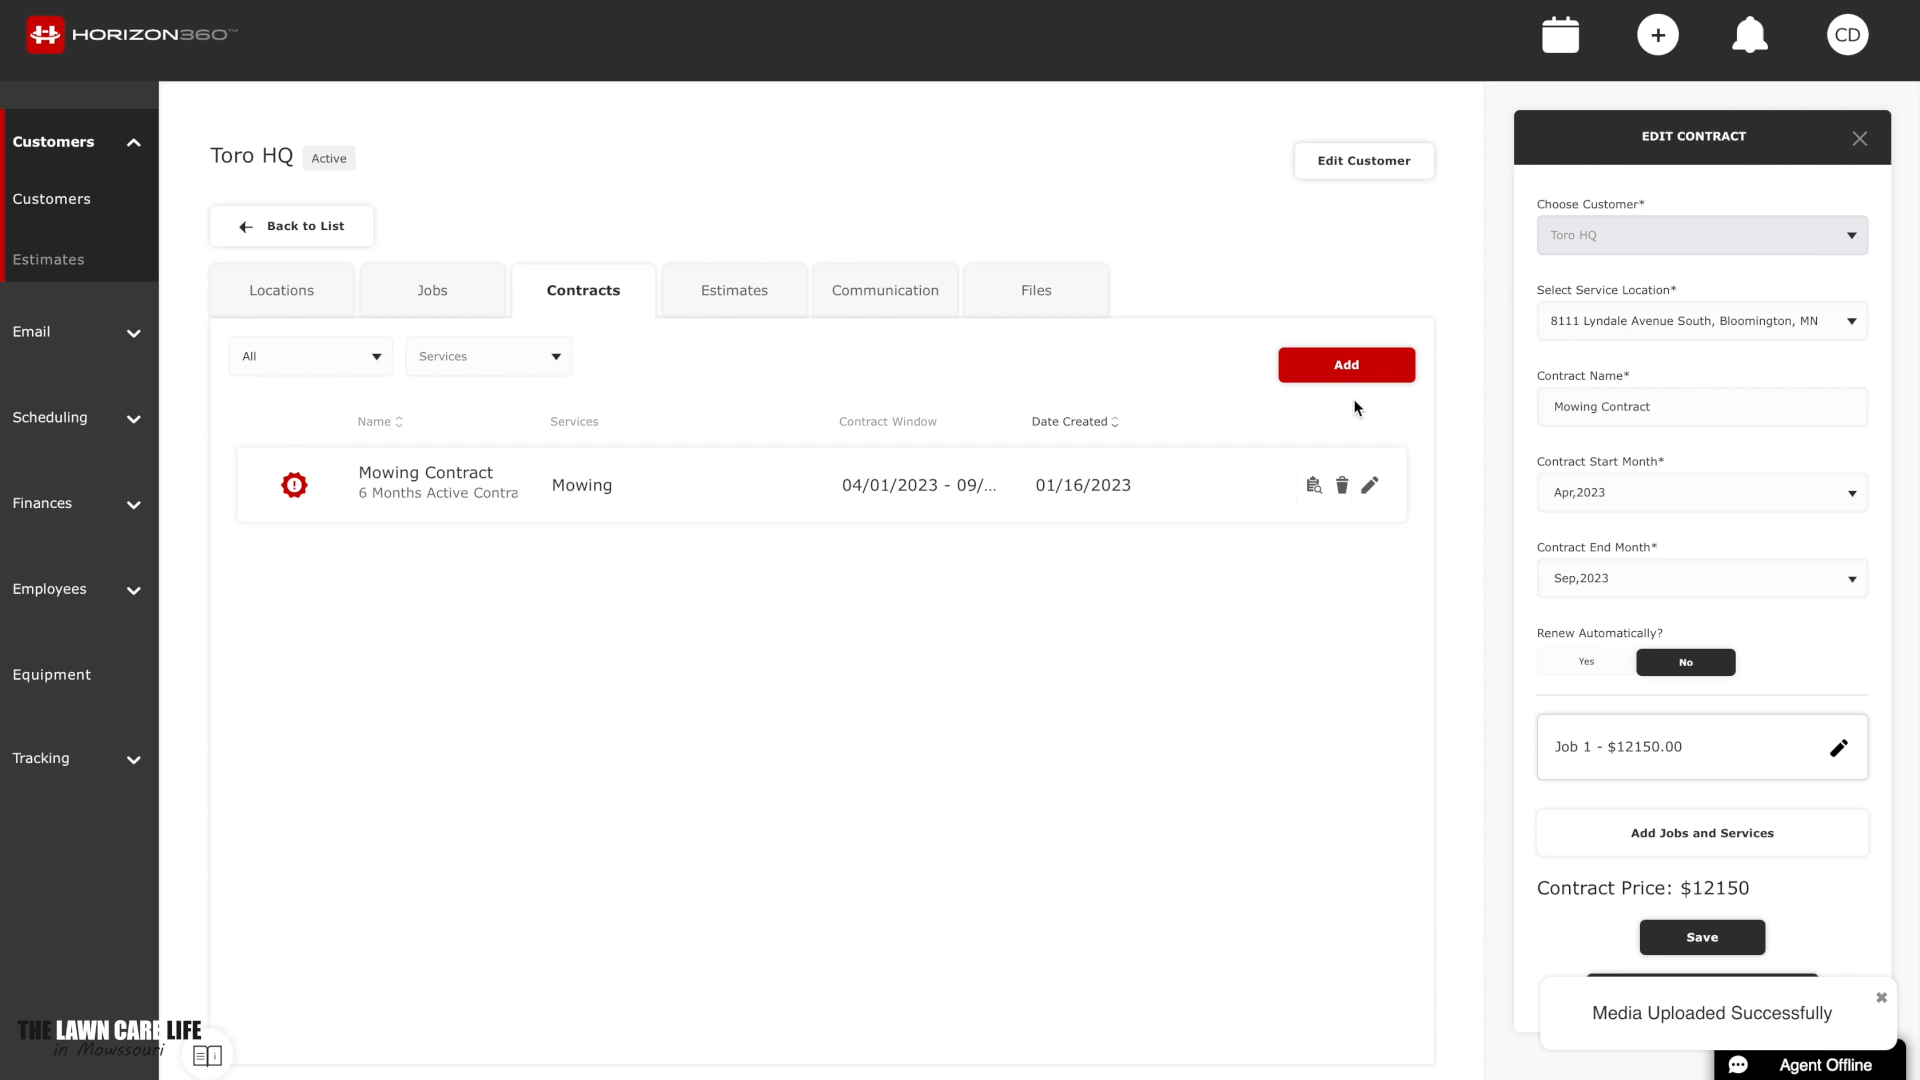 HORIZON360™
CD
Customers
Customers
Estimates
Email
Scheduling
Finances
Employees
Equipment
Tracking
Toro HQ Active
Edit Customer
Back to List
Locations Jobs Contracts Estimates Communication Files
All Services Add
Name Services Contract Window Date Created
Mowing Contract
6 Months Active Contra
Mowing 04/01/2023 - 09/... 01/16/2023
EDIT CONTRACT
Choose Customer*
Toro HQ
Select Service Location*
8111 Lyndale Avenue South, Bloomington, MN
Contract Name*
Mowing Contract
Contract Start Month*
Apr,2023
Contract End Month*
Sep,2023
Renew Automatically?
Yes No
Job 1 - $12150.00
Add Jobs and Services
Contract Price: $12150
Save
Media Uploaded Successfully
Agent Offline
THE LAWN CARE LIFE
in Mowssouri